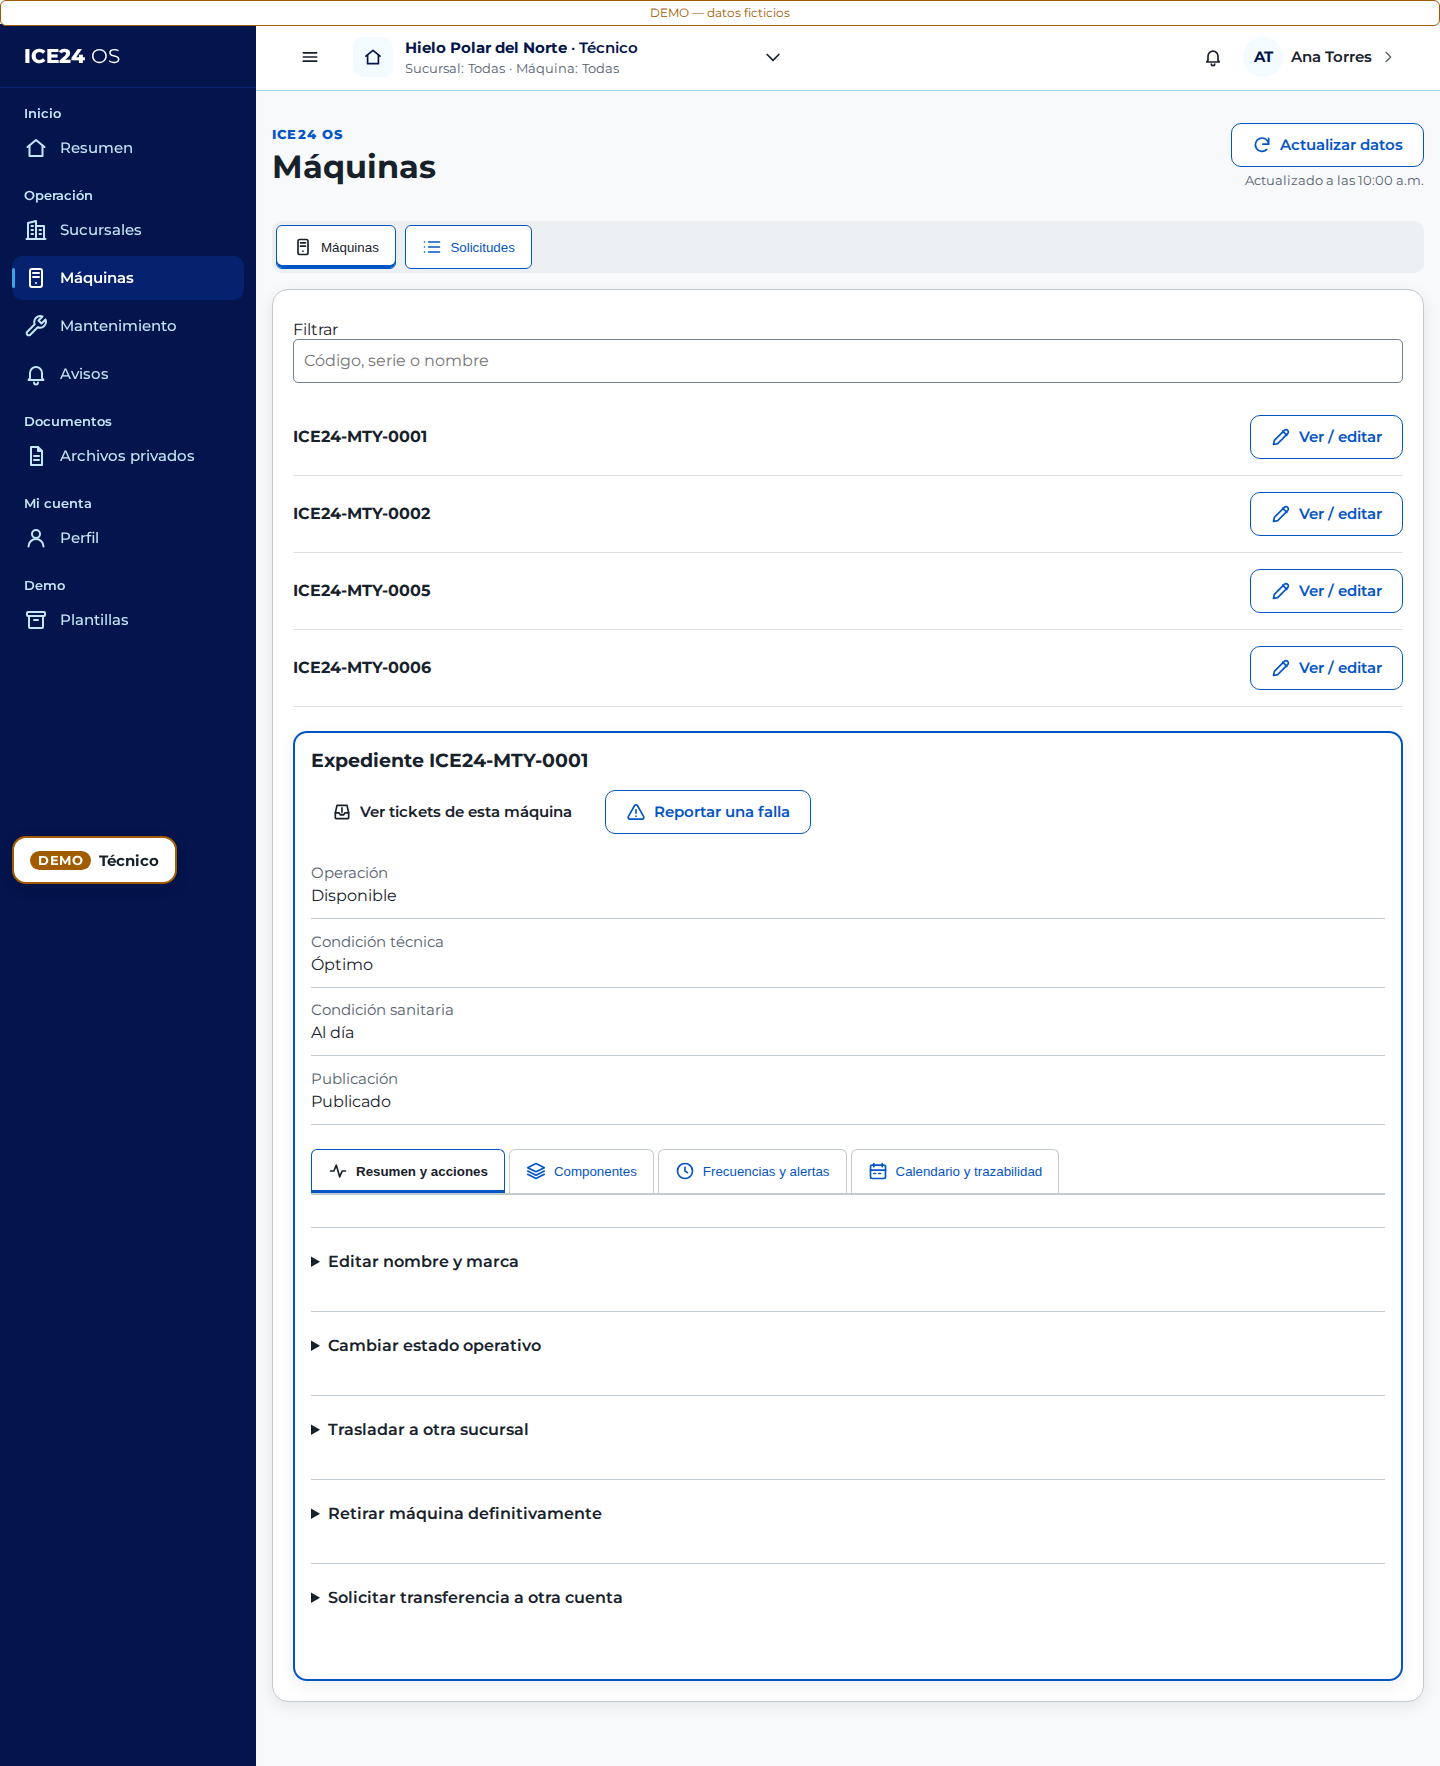 DEMO — datos ficticios
ICE24 OS
Inicio
Resumen
Operación
Sucursales
Máquinas
Mantenimiento
Avisos
Documentos
Archivos privados
Mi cuenta
Perfil
Demo
Plantillas
DEMO Técnico
Hielo Polar del Norte · Técnico
Sucursal: Todas · Máquina: Todas
AT Ana Torres
ICE24 OS
Máquinas
Actualizar datos
Actualizado a las 10:00 a.m.
Máquinas Solicitudes
Filtrar
Código, serie o nombre
ICE24-MTY-0001 Ver / editar
ICE24-MTY-0002 Ver / editar
ICE24-MTY-0005 Ver / editar
ICE24-MTY-0006 Ver / editar
Expediente ICE24-MTY-0001
Ver tickets de esta máquina Reportar una falla
Operación
Disponible
Condición técnica
Óptimo
Condición sanitaria
Al día
Publicación
Publicado
Resumen y acciones Componentes Frecuencias y alertas Calendario y trazabilidad
Editar nombre y marca
Cambiar estado operativo
Trasladar a otra sucursal
Retirar máquina definitivamente
Solicitar transferencia a otra cuenta